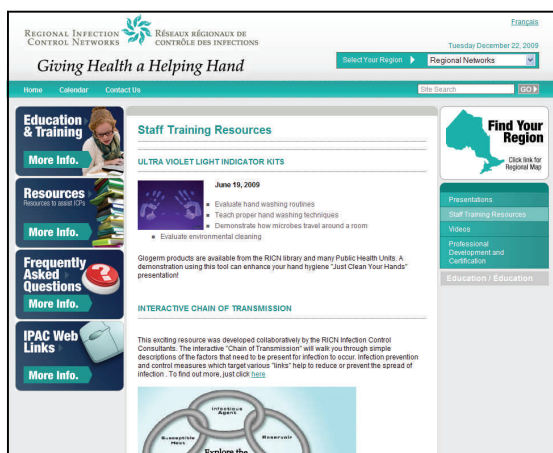 Français
REGIONAL INFECTION
CONTROL NETWORKS
RÉSEAUX RÉGIONAUX DE
CONTRÔLE DES INFECTIONS
Tuesday December 22, 2009
Giving Health a Helping Hand
Select Your Region
Regional Networks
Home Calendar Contact Us
Site Search GO
Education
& Training
More Info.
Resources
Resources to assist ICPs
More Info.
Frequently
Asked
Questions
More Info.
IPAC Web
Links
More Info.
Staff Training Resources
ULTRA VIOLET LIGHT INDICATOR KITS
June 19, 2009
Evaluate hand washing routines
Teach proper hand washing techniques
Demonstrate how microbes travel around a room
Evaluate environmental cleaning
Glogerm products are available from the RICN library and many Public Health Units. A
demonstration using this tool can enhance your hand hygiene "Just Clean Your Hands"
presentation!
INTERACTIVE CHAIN OF TRANSMISSION
This exciting resource was developed collaboratively by the RICN Infection Control
Consultants. The interactive "Chain of Transmission" will walk you through simple
descriptions of the factors that need to be present for infection to occur. Infection prevention
and control measures which target various "links" help to reduce or prevent the spread of
infection . To find out more, just click here
Infectious
Agent
Susceptible
Host
Reservoir
Explore the
Find Your
Region
Click link for
Regional Map
Presentations
Staff Training Resources
Videos
Professional
Development and
Certification
Education / Éducation